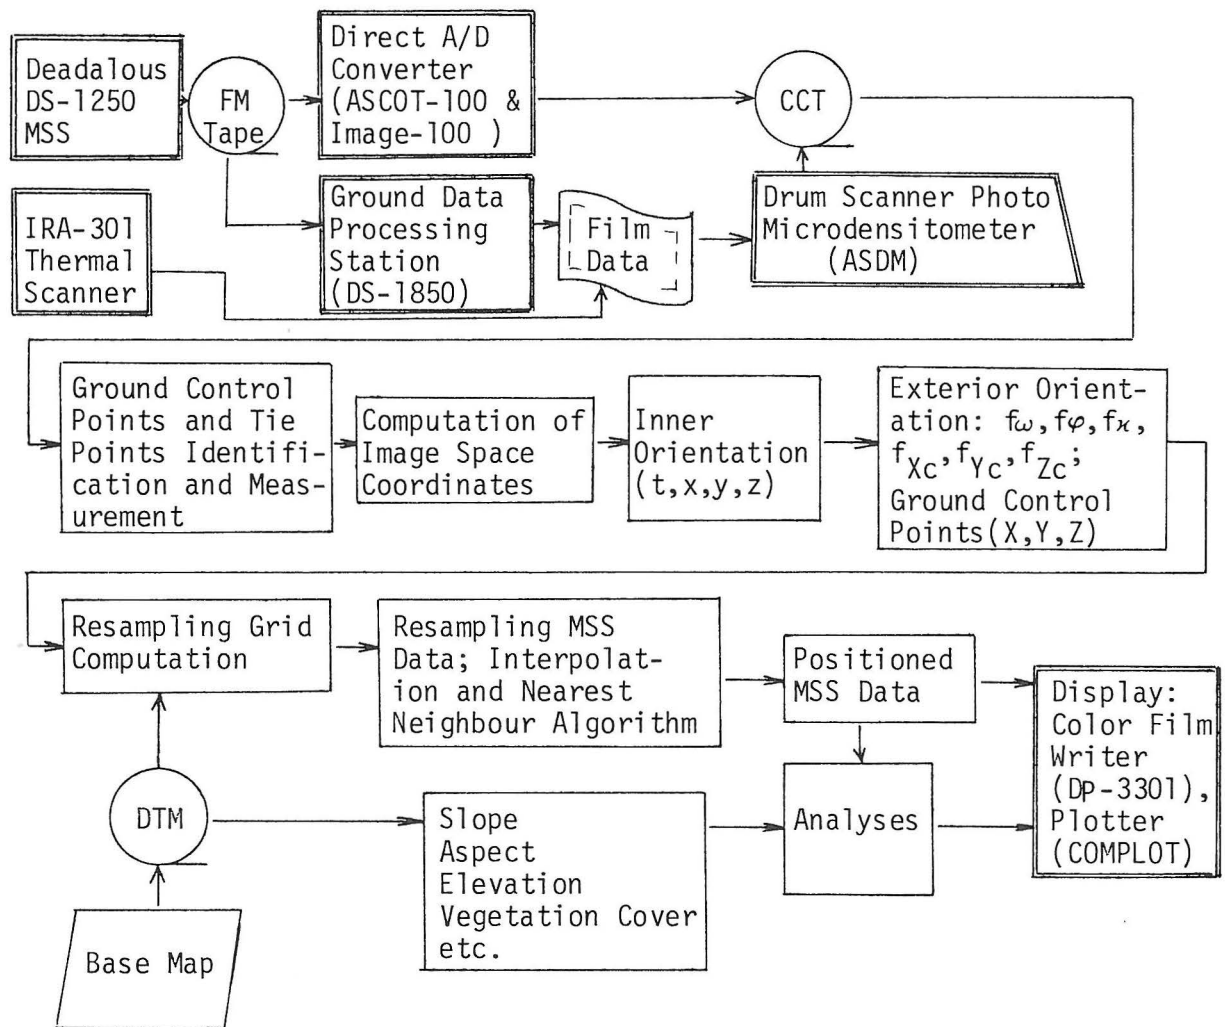 Deadalous
DS-1250
MSS
FM
Tape
Direct A/D
Converter
(ASCOT-100 &
Image-100 )
CCT
IRA-301
Thermal
Scanner
Ground Data
Processing
Station
(DS-1850)
Film
Data
Drum Scanner Photo
Microdensitometer
(ASDM)
Ground Control
Points and Tie
Points Identifi-
cation and Meas-
urement
Computation of
Image Space
Coordinates
Inner
Orientation
(t,x,y,z)
Exterior Orient-
ation: fω,fφ,fϰ,
fXc,fYc,fZc;
Ground Control
Points(X,Y,Z)
Resampling Grid
Computation
Resampling MSS
Data; Interpolat-
ion and Nearest
Neighbour Algorithm
Positioned
MSS Data
Display:
Color Film
Writer
(Dp-3301),
Plotter
(COMPLOT)
DTM
Slope
Aspect
Elevation
Vegetation Cover
etc.
Analyses
Base Map